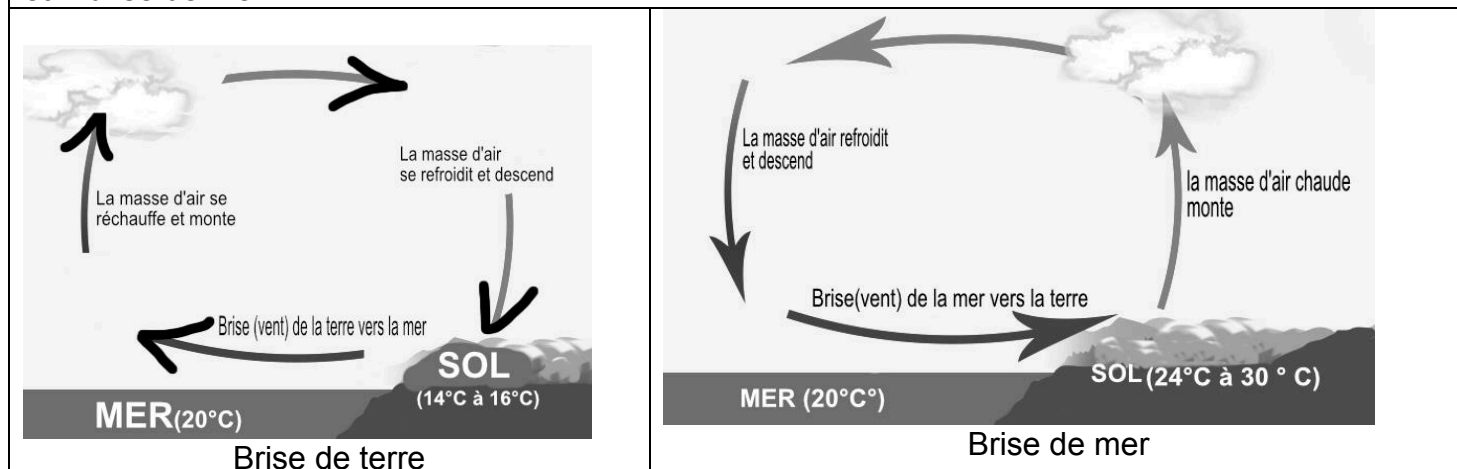 La masse d'air
se refroidit et descend
La masse d'air se
réchauffe et monte
Brise (vent) de la terre vers la mer
SOL
(14°C à 16°C)
MER(20°C)
Brise de terre
La masse d'air refroidit
et descend
la masse d'air chaude
monte
Brise(vent) de la mer vers la terre
SOL(24°C à 30 ° C)
MER (20°C°)
Brise de mer